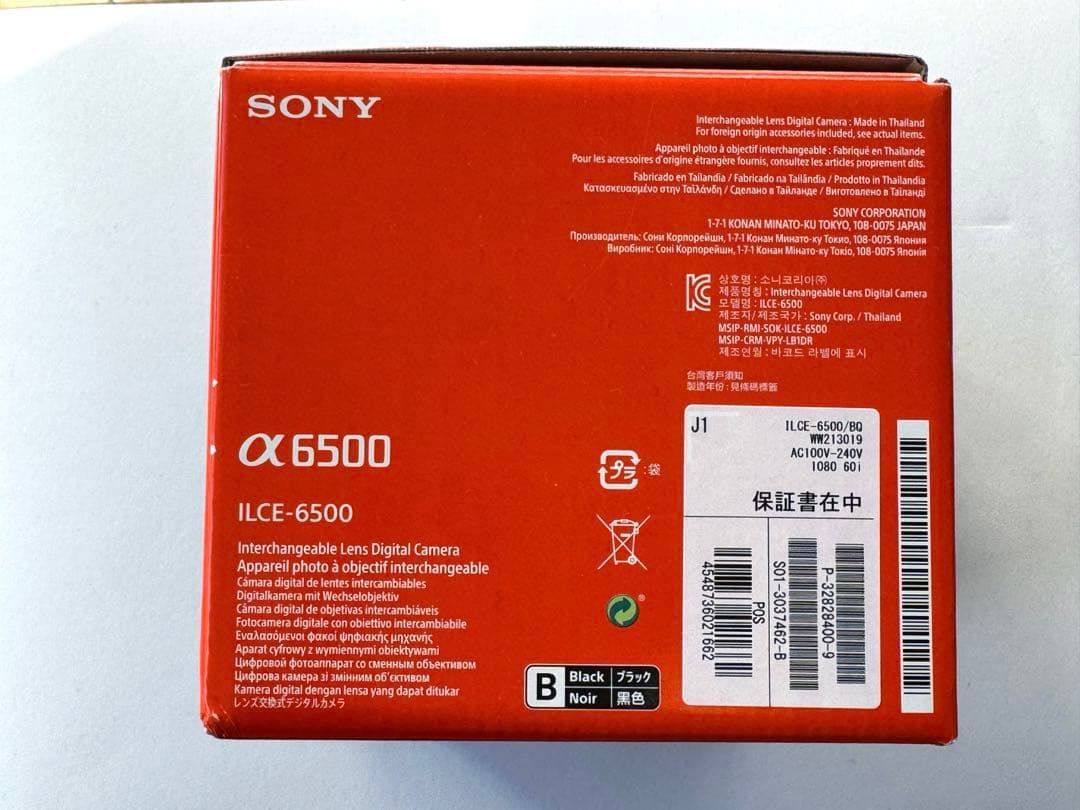 SONY
Interchangeable Lens Digital Camera : Made in Thailand
For foreign origin accessories included, see actual items.
Appareil photo à objectif interchangeable : Fabriqué en Thaïlande
Pour les accessoires d'origine étrangère fournis, consultez les articles proprement dits.
Fabricado en Tailandia / Fabricado na Tailândia / Prodotto in Thailandia
Κατασκευασμένο στην Ταϊλάνδη / Сделано в Таиланде / Виготовлено в Таїланді
SONY CORPORATION
1-7-1 KONAN MINATO-KU TOKYO, 108-0075 JAPAN
Производитель: Сони Корпорейшн, 1-7-1 Конан Минато-ку Токио, 108-0075 Япония
Виробник: Соні Корпорейшн, 1-7-1 Конан Мінато-ку Токіо, 108-0075 Японія
상호명 : 소니코리아㈜
제품명칭 : Interchangeable Lens Digital Camera
모델명 : ILCE-6500
제조자/제조국가 : Sony Corp. / Thailand
MSIP-RMI-SOK-ILCE-6500
MSIP-CRM-VPY-LB1DR
제조연월 : 바코드 라벨에 표시
台灣客戶須知
製造年份 : 見條碼標籤
α6500
ILCE-6500
Interchangeable Lens Digital Camera
Appareil photo à objectif interchangeable
Cámara digital de lentes intercambiables
Digitalkamera mit Wechselobjektiv
Câmara digital de objetivas intercambiáveis
Fotocamera digitale con obiettivo intercambiabile
Εναλασόμενοι φακοί ψηφιακής μηχανής
Aparat cyfrowy z wymiennymi obiektywami
Цифровой фотоаппарат со сменным объективом
Цифрова камера зі змінним об'єктивом
Kamera digital dengan lensa yang dapat ditukar
レンズ交換式デジタルカメラ
プラ : 袋
B Black ブラック
Noir 黒色
J1 ILCE-6500/BQ
WW213019
AC100V-240V
1080 60i
保証書在中
4548736021662
POS
S01-3037462-B
P-32828400-9